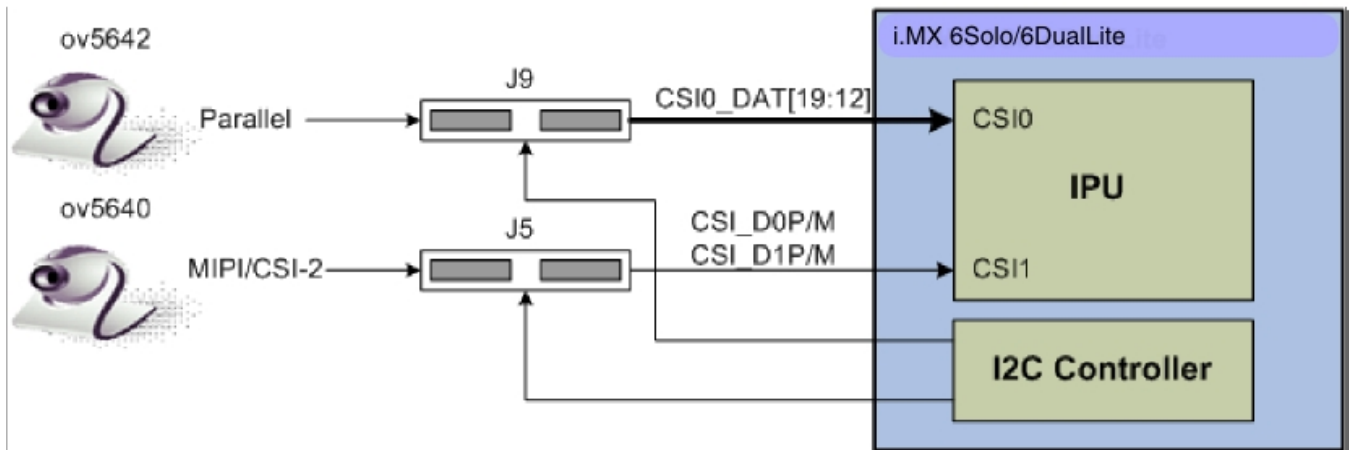 ov5642
i.MX 6Solo/6DualLite
J9
Parallel
CSI0_DAT[19:12]
CSI0
IPU
ov5640
J5
CSI_D0P/M
MIPI/CSI-2
CSI_D1P/M
CSI1
I2C Controller